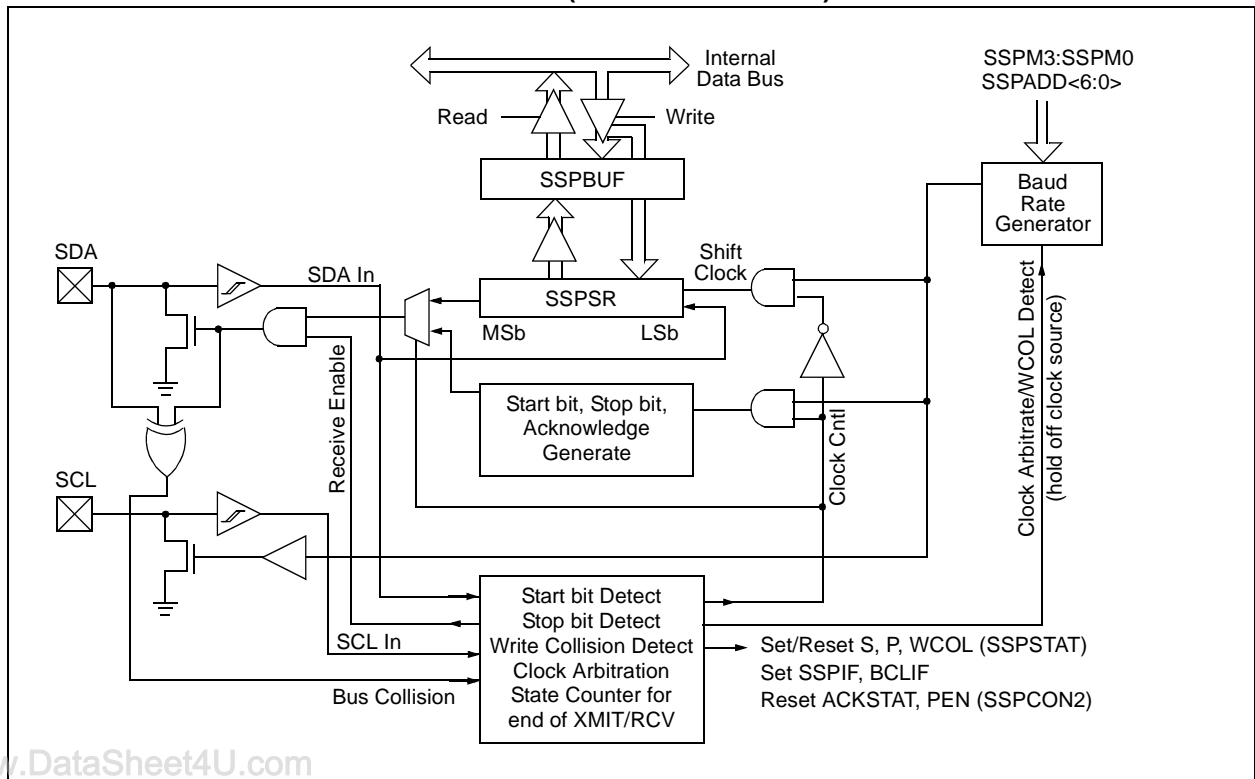 Internal
Data Bus
SSPM3:SSPM0
SSPADD<6:0>
Read
Write
SSPBUF
Baud
Rate
Generator
SDA
SDA In
Shift
Clock
SSPSR
MSb
LSb
Receive Enable
Start bit, Stop bit,
Acknowledge
Generate
Clock Cntl
Clock Arbitrate/WCOL Detect
(hold off clock source)
SCL
SCL In
Bus Collision
Start bit Detect
Stop bit Detect
Write Collision Detect
Clock Arbitration
State Counter for
end of XMIT/RCV
Set/Reset S, P, WCOL (SSPSTAT)
Set SSPIF, BCLIF
Reset ACKSTAT, PEN (SSPCON2)
.DataSheet4U.com